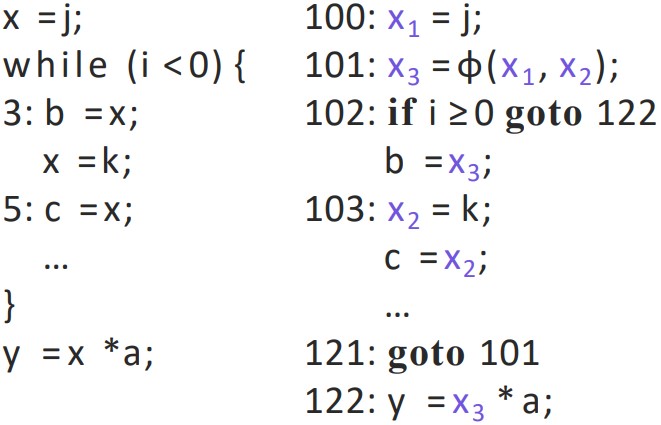 x = j;
while (i < 0) {
3: b = x;
x = k;
5: c = x;
...
}
y = x * a;
100: x₁ = j;
101: x₃ = ϕ(x₁, x₂);
102: if i ≥ 0 goto 122
b = x₃;
103: x₂ = k;
c = x₂;
...
121: goto 101
122: y = x₃ * a;